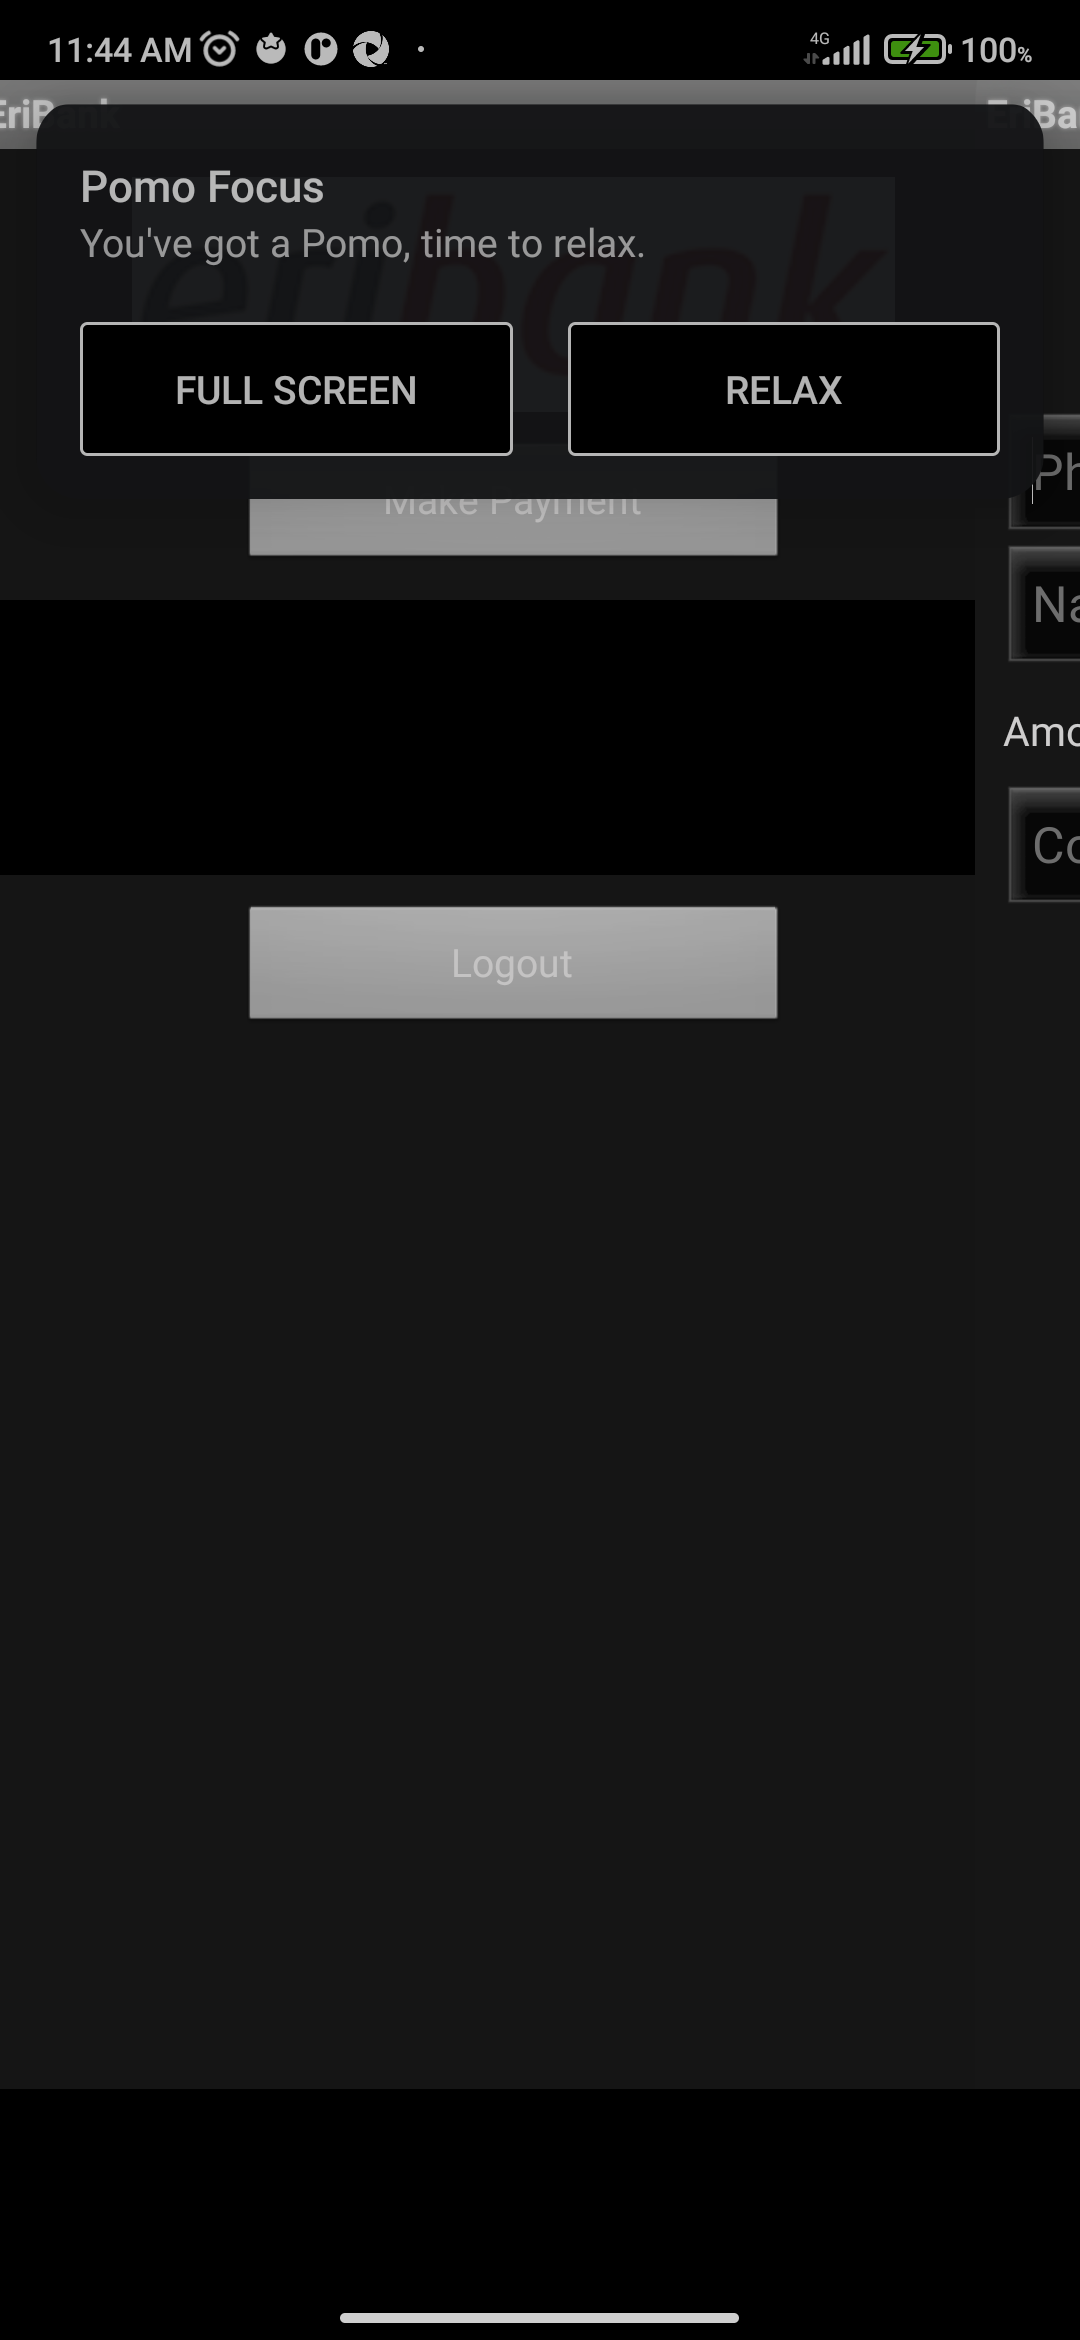 11:44 AM
4G
100%
EriBank
EriBa
Pomo Focus
You've got a Pomo, time to relax.
eribank
FULL SCREEN
RELAX
Make Payment
Ph
Na
Amo
Co
Logout